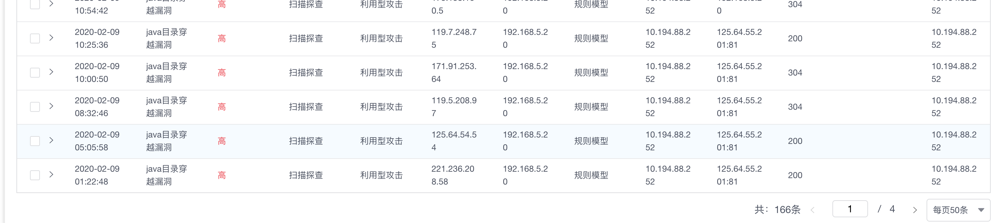 10:54:42 越漏洞 高 扫描探查 利用型攻击 0.5 0 规则模型 52 0 304 52
2020-02-09 java目录穿 119.7.248.7 192.168.5.2 10.194.88.2 125.64.55.2 10.194.88.2
高 扫描探查 利用型攻击 规则模型 200
10:25:36 越漏洞 5 0 52 01:81 52
2020-02-09 java目录穿 171.91.253. 192.168.5.2 10.194.88.2 125.64.55.2 10.194.88.2
高 扫描探查 利用型攻击 规则模型 304
10:00:50 越漏洞 64 0 52 01:81 52
2020-02-09 java目录穿 119.5.208.9 192.168.5.2 10.194.88.2 125.64.55.2 10.194.88.2
高 扫描探查 利用型攻击 规则模型 304
08:32:46 越漏洞 7 0 52 01:81 52
2020-02-09 java目录穿 125.64.54.5 192.168.5.2 10.194.88.2 125.64.55.2 10.194.88.2
高 扫描探查 利用型攻击 规则模型 200
05:05:58 越漏洞 4 0 52 01:81 52
2020-02-09 java目录穿 221.236.20 192.168.5.2 10.194.88.2 125.64.55.2 10.194.88.2
高 扫描探查 利用型攻击 规则模型 200
01:22:48 越漏洞 8.58 0 52 01:81 52
共: 166条 1 / 4 每页50条